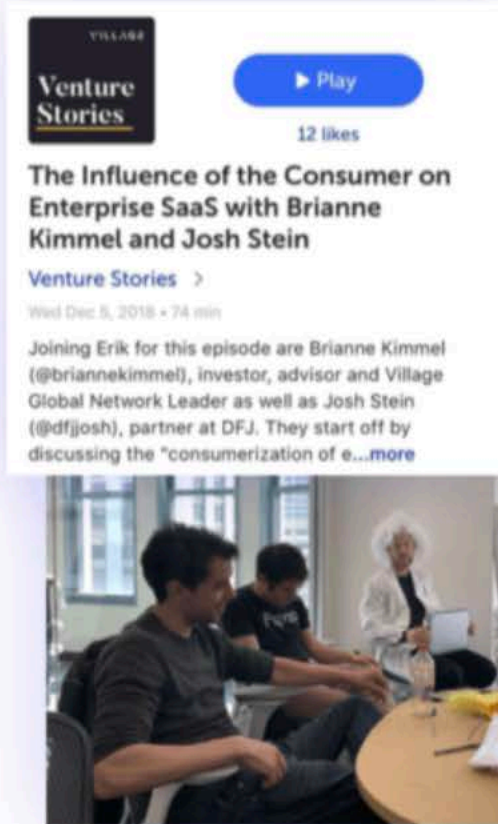 VILLAGE
Venture
Stories
Play
12 likes
The Influence of the Consumer on
Enterprise SaaS with Brianne
Kimmel and Josh Stein
Venture Stories
Wed Dec 5, 2018 • 74 min
Joining Erik for this episode are Brianne Kimmel
(@briannekimmel), investor, advisor and Village
Global Network Leader as well as Josh Stein
(@dfjjosh), partner at DFJ. They start off by
discussing the "consumerization of e...more